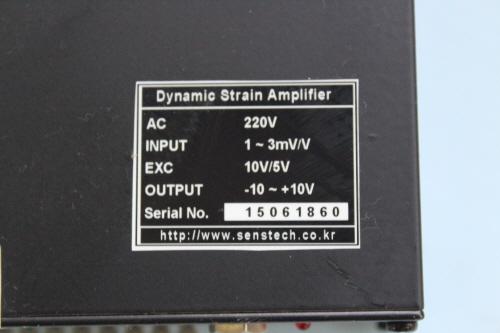 Dynamic Strain Amplifier
AC 220V
INPUT 1 ~ 3mV/V
EXC 10V/5V
OUTPUT -10 ~ +10V
Serial No. 15061860
http://www.senstech.co.kr